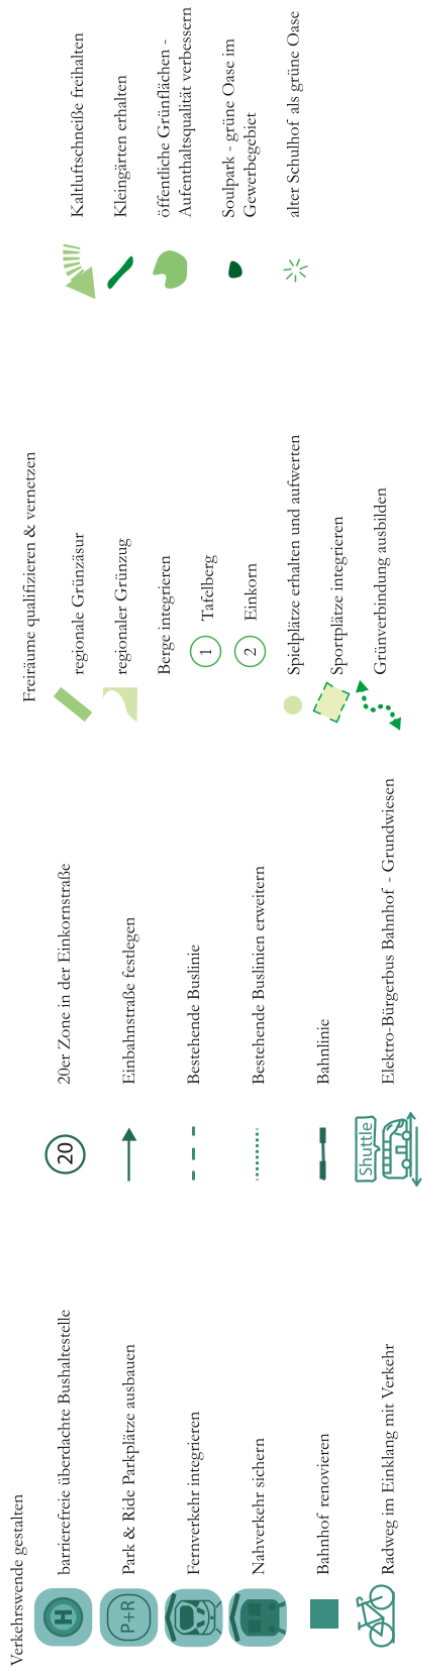 Verkehrswende gestalten
H
barrierefreie überdachte Bushaltestelle
P+R
Park & Ride Parkplätze ausbauen
Fernverkehr integrieren
Nahverkehr sichern
Bahnhof renovieren
Radweg im Einklang mit Verkehr
20
20er Zone in der Einkornstraße
Einbahnstraße festlegen
Bestehende Buslinie
Bestehende Buslinien erweitern
Bahnlinie
Shuttle
Elektro-Bürgerbus Bahnhof - Grundwiesen
Freiräume qualifizieren & vernetzen
regionale Grünzäsur
regionaler Grünzug
Berge integrieren
1 Tafelberg
2 Einkorn
Spielplätze erhalten und aufwerten
Sportplätze integrieren
Grünverbindung ausbilden
Kaltluftschneiße freihalten
Kleingärten erhalten
öffentliche Grünflächen -
Aufenthaltsqualität verbessern
Soulpark - grüne Oase im
Gewerbegebiet
alter Schulhof als grüne Oase